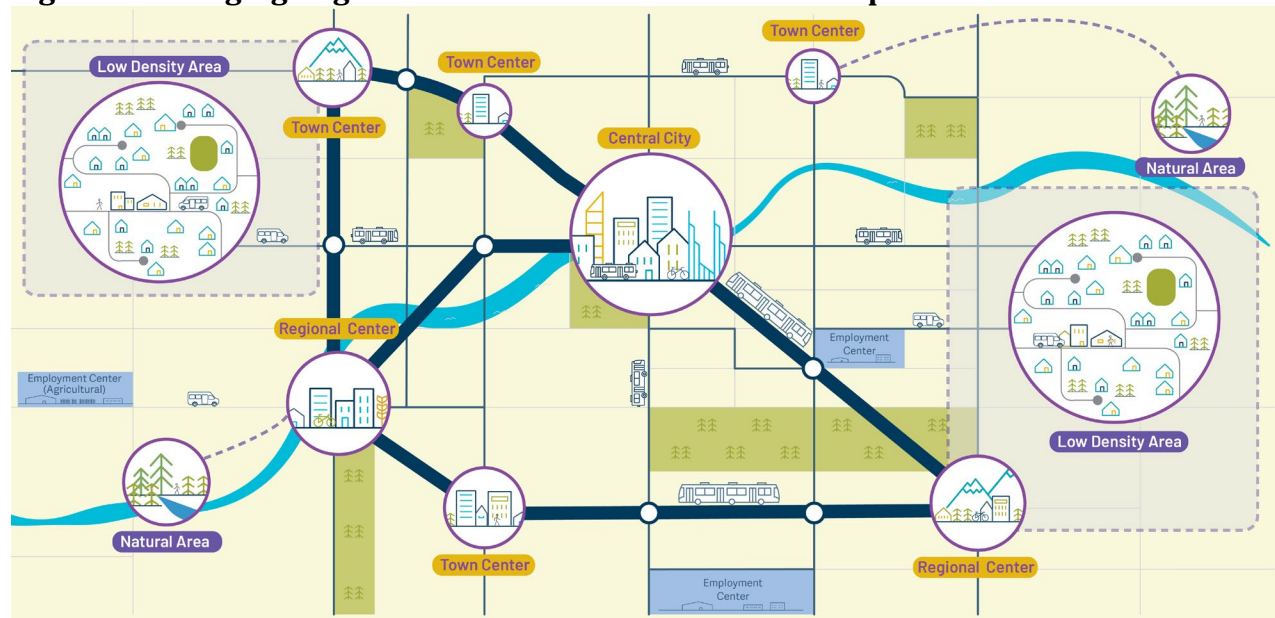 Low Density Area
Town Center
Town Center
Town Center
Central City
Natural Area
Regional Center
Employment
Center
Employment Center
(Agricultural)
Low Density Area
Natural Area
Town Center
Regional Center
Employment
Center